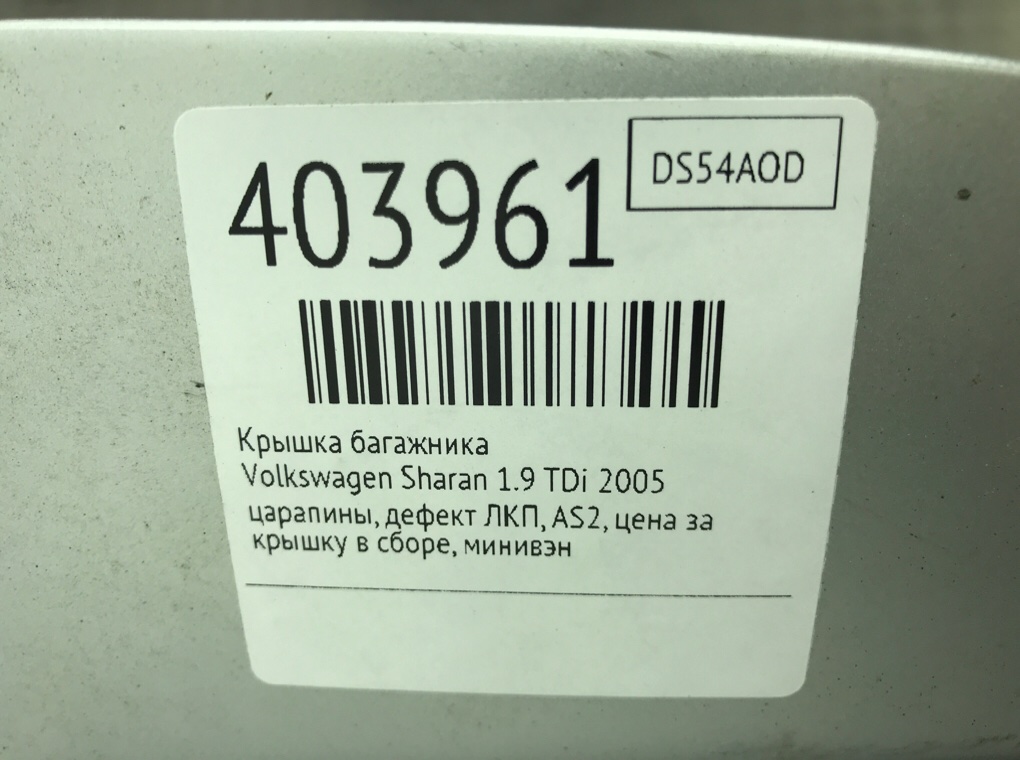 403961
DS54AOD
Крышка багажника
Volkswagen Sharan 1.9 TDi 2005
царапины, дефект ЛКП, AS2, цена за
крышку в сборе, минивэн